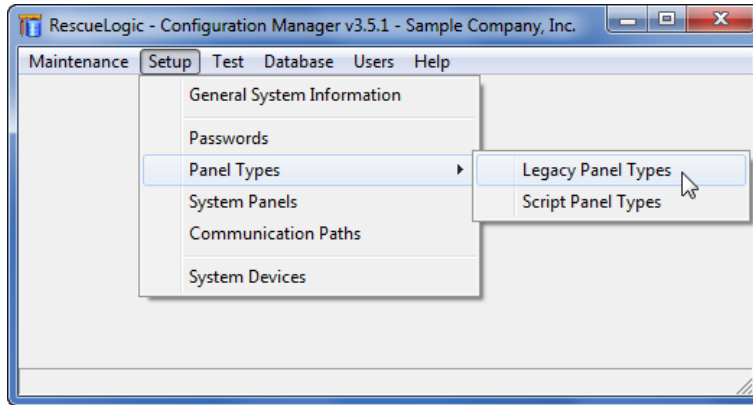 RescueLogic - Configuration Manager v3.5.1 - Sample Company, Inc.
Maintenance Setup Test Database Users Help
General System Information
Passwords
Panel Types
Legacy Panel Types
System Panels
Script Panel Types
Communication Paths
System Devices